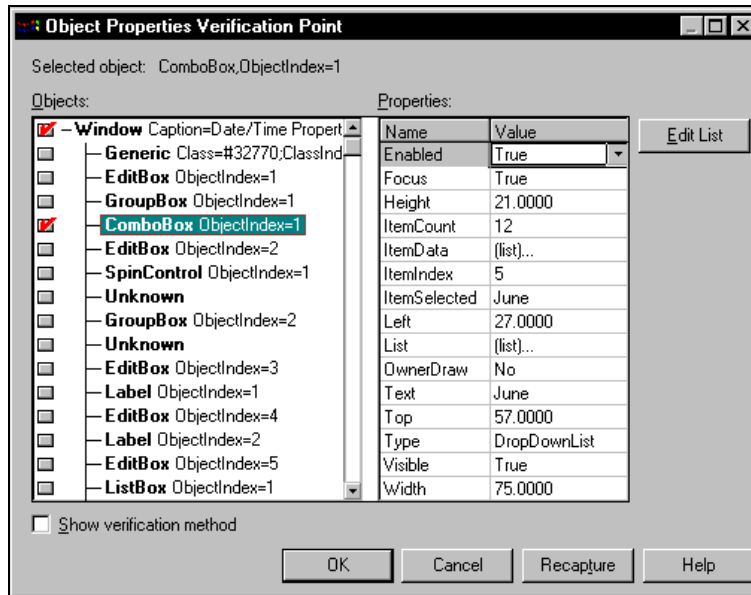 Object Properties Verification Point
Selected object: ComboBox,ObjectIndex=1
Objects:
Window Caption=Date/Time Propert
Generic Class=#32770;ClassInd
EditBox ObjectIndex=1
GroupBox ObjectIndex=1
ComboBox ObjectIndex=1
EditBox ObjectIndex=2
SpinControl ObjectIndex=1
Unknown
GroupBox ObjectIndex=2
Unknown
EditBox ObjectIndex=3
Label ObjectIndex=1
EditBox ObjectIndex=4
Label ObjectIndex=2
EditBox ObjectIndex=5
ListBox ObjectIndex=1
Properties:
Name Value
Enabled True
Focus True
Height 21.0000
ItemCount 12
ItemData (list)...
ItemIndex 5
ItemSelected June
Left 27.0000
List (list)...
OwnerDraw No
Text June
Top 57.0000
Type DropDownList
Visible True
Width 75.0000
Edit List
Show verification method
OK Cancel Recapture Help